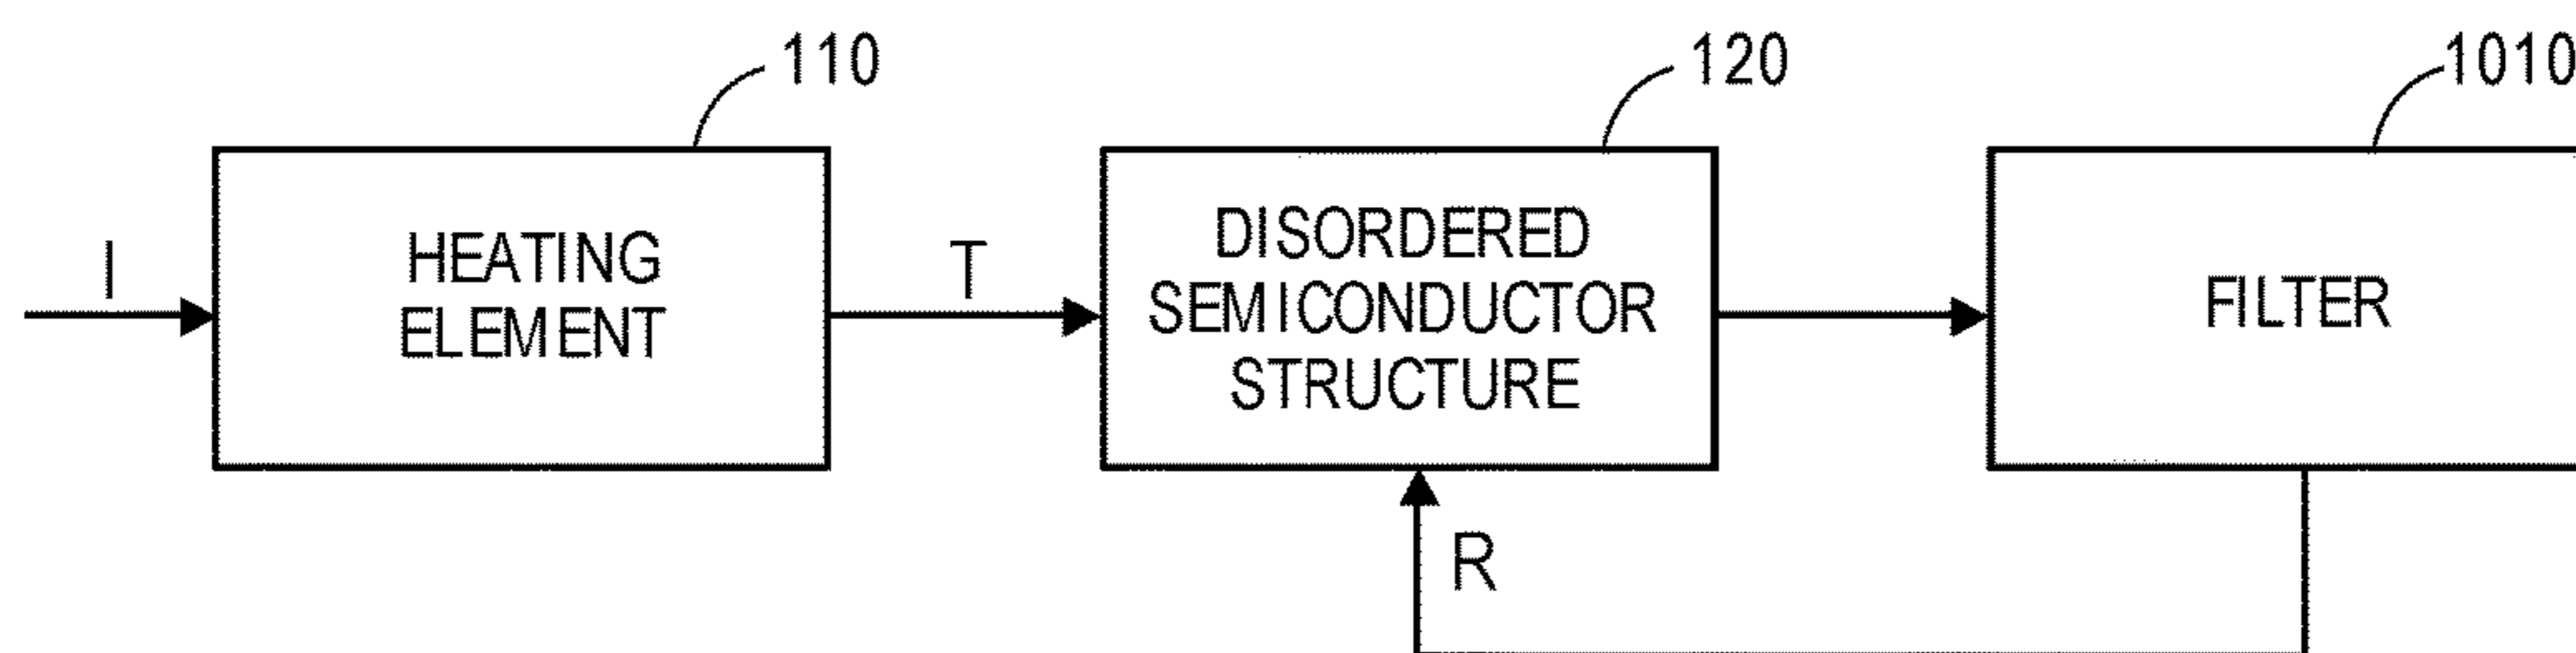 110
120
1010
I
HEATING
ELEMENT
T
DISORDERED
SEMICONDUCTOR
STRUCTURE
FILTER
R